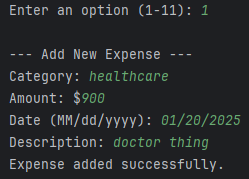 Enter an option (1-11): 1
--- Add New Expense ---
Category: healthcare
Amount: $900
Date (MM/dd/yyyy): 01/20/2025
Description: doctor thing
Expense added successfully.